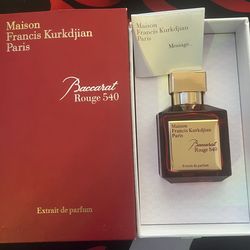 Maison
Francis Kurkdjian
Paris
Baccarat
Rouge 540
Extrait de parfum
Maison
Francis Kurkdjian
Paris
Message
Maison
Francis Kurkdjian
Paris
Baccarat
Rouge 540
Extrait de parfum